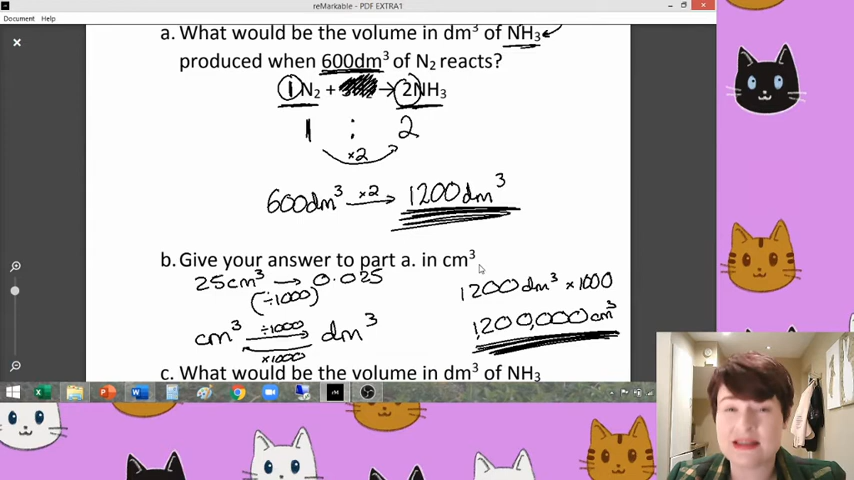 reMarkable - PDF EXTRA1
Document Help
a. What would be the volume in dm³ of NH₃
produced when 600dm³ of N₂ reacts?
1N₂ + → 2NH₃
1 : 2
×2
600dm³ ×2→ 1200dm³
b. Give your answer to part a. in cm³
25cm³ → 0.025
(÷1000)
cm³ ÷1000 dm³
×1000
1200dm³ ×1000
1,200,000cm³
c. What would be the volume in dm³ of NH₃